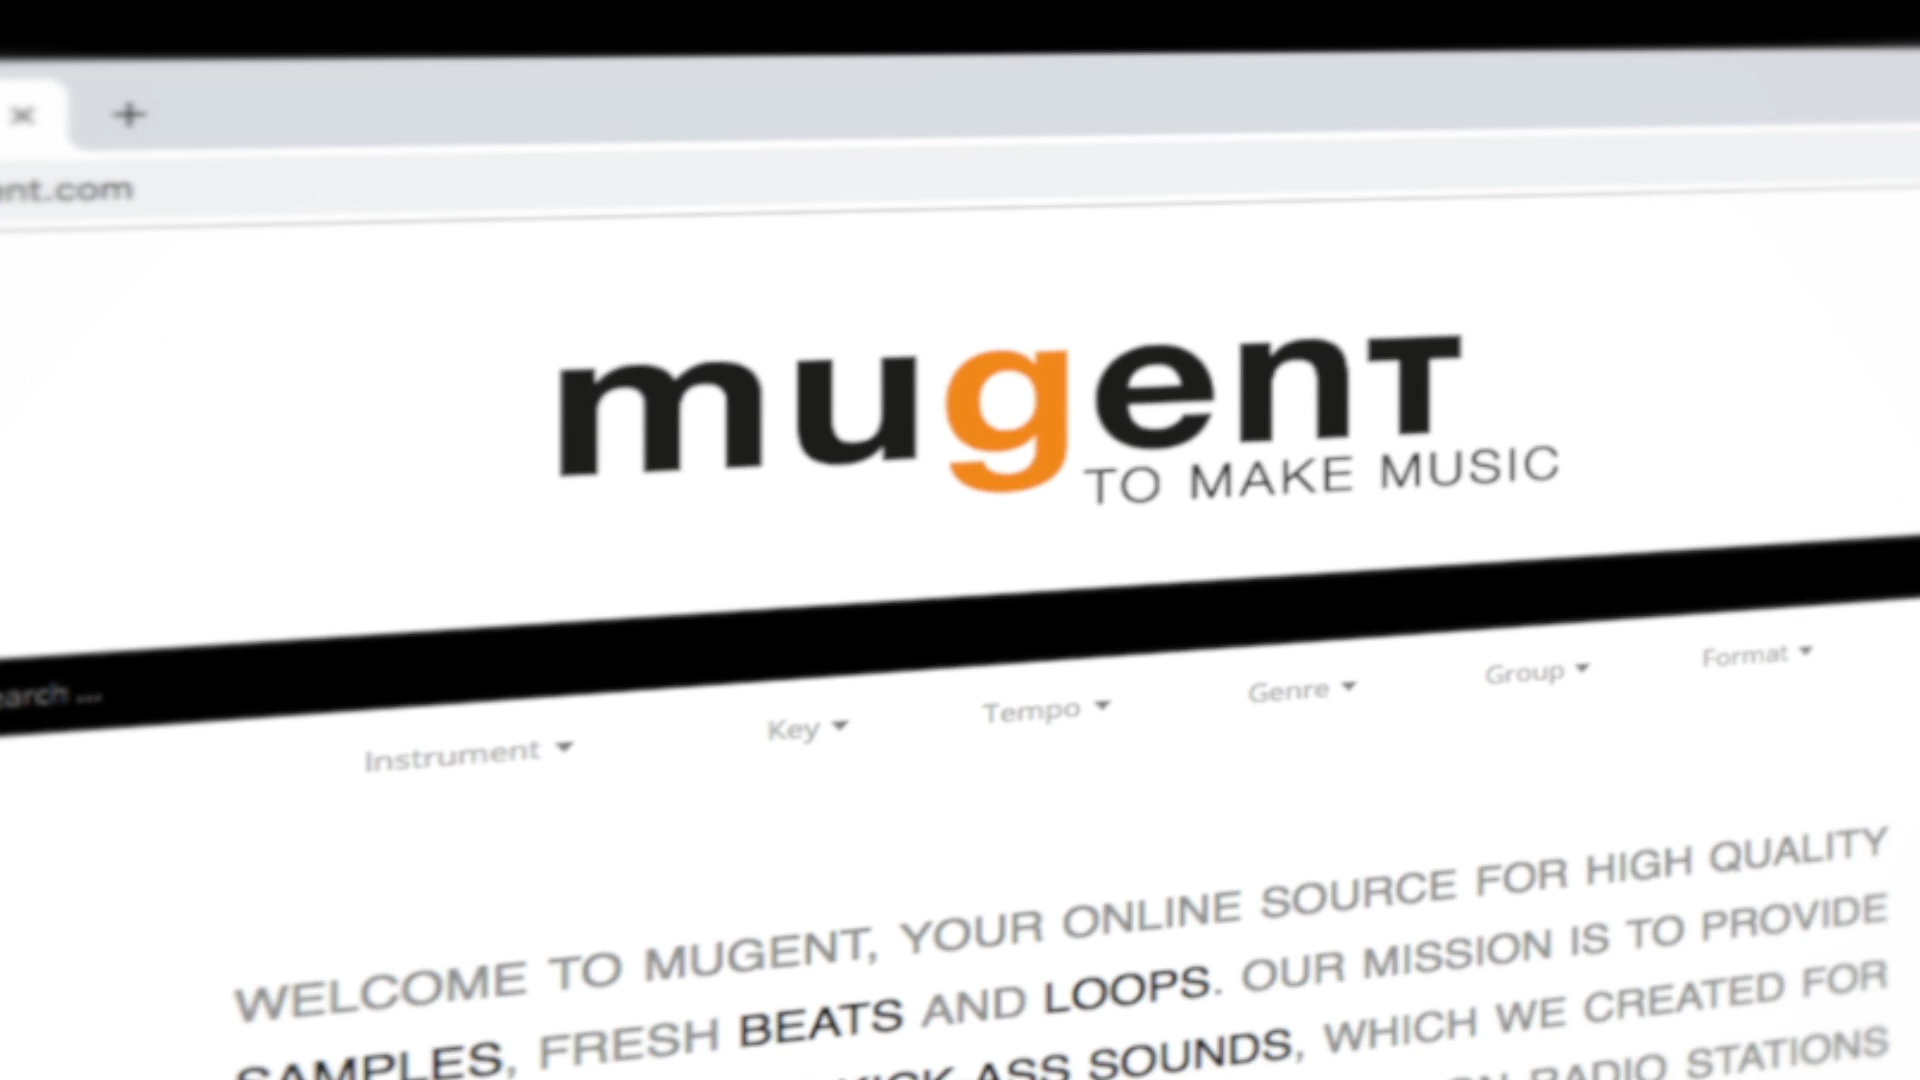 nt.com
mugenT
TO MAKE MUSIC
arch ...
Instrument Key Tempo Genre Group Format
WELCOME TO MUGENT, YOUR ONLINE SOURCE FOR HIGH QUALITY
SAMPLES, FRESH BEATS AND LOOPS. OUR MISSION IS TO PROVIDE
KICK-ASS SOUNDS, WHICH WE CREATED FOR
RADIO STATIONS